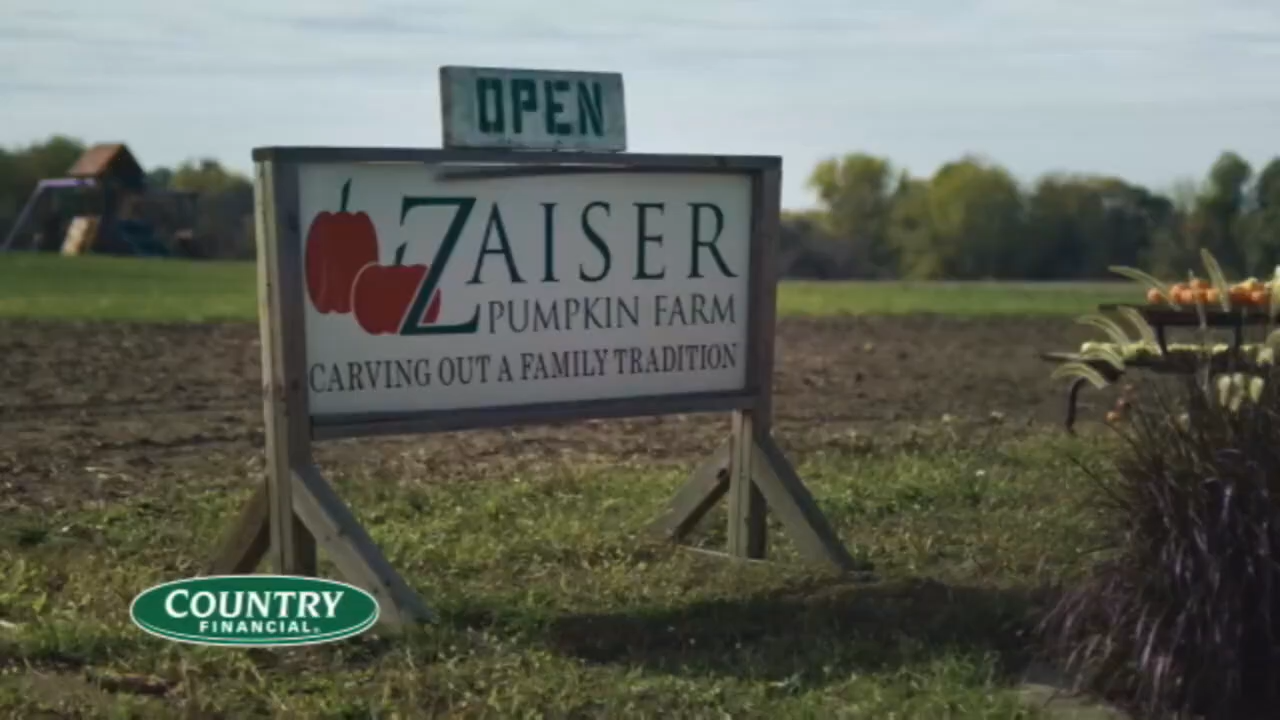 OPEN
ZAISER
PUMPKIN FARM
CARVING OUT A FAMILY TRADITION
COUNTRY
FINANCIAL